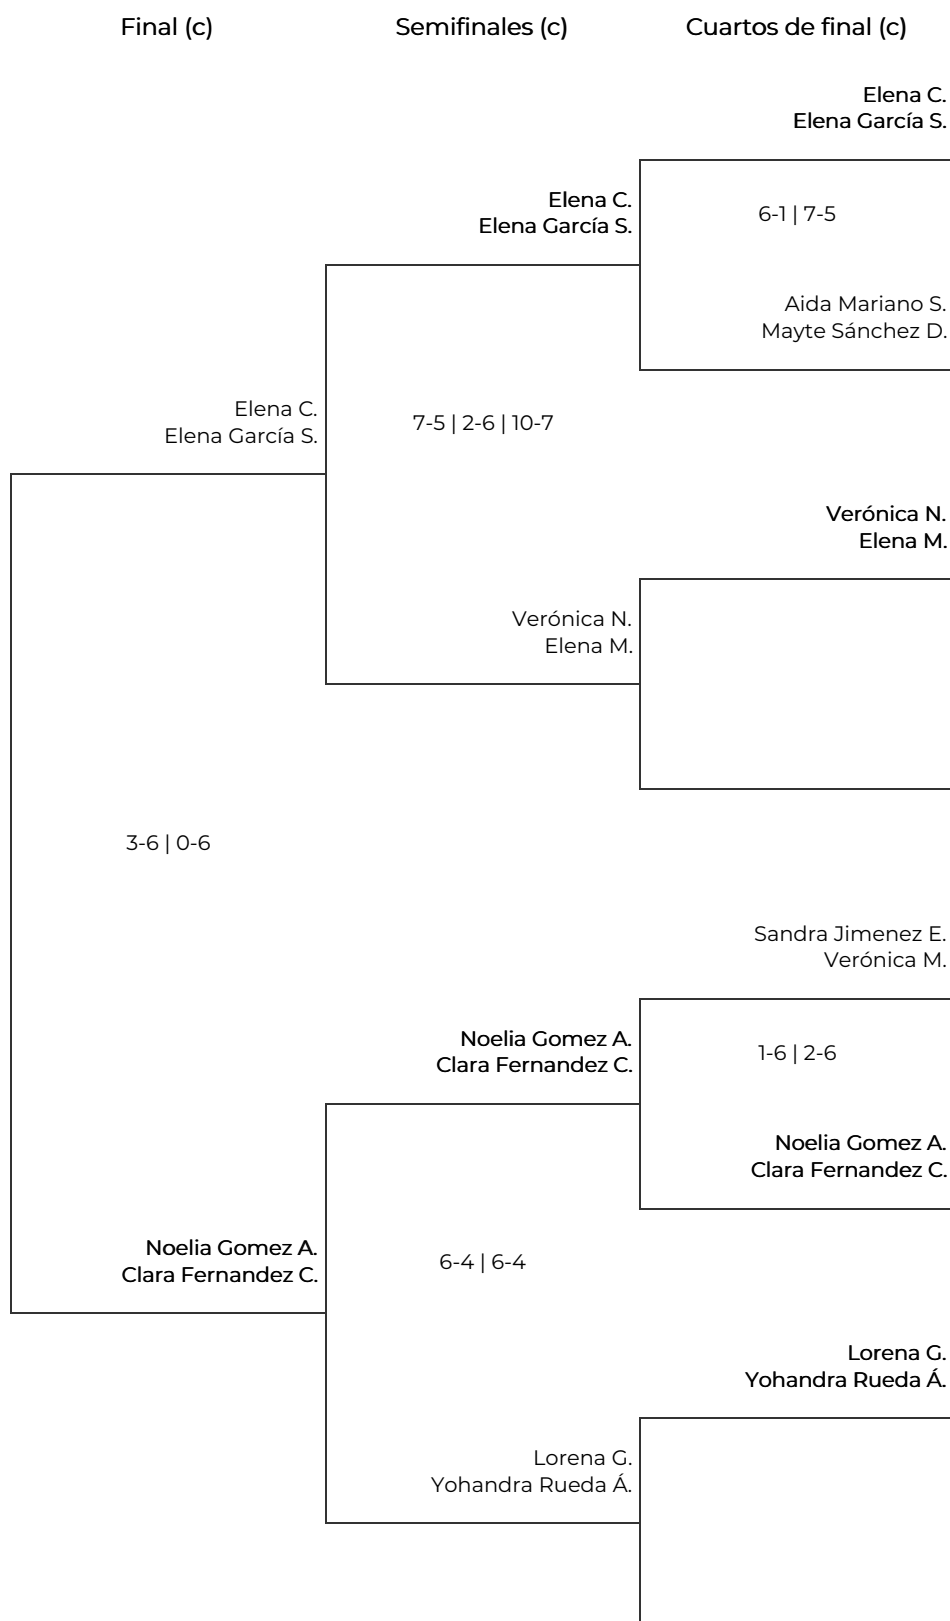 Final (c)
Semifinales (c)
Cuartos de final (c)
Elena C.
Elena García S.
Elena C.
Elena García S.
6-1 | 7-5
Aida Mariano S.
Mayte Sánchez D.
Elena C.
Elena García S.
7-5 | 2-6 | 10-7
Verónica N.
Elena M.
Verónica N.
Elena M.
3-6 | 0-6
Sandra Jimenez E.
Verónica M.
Noelia Gomez A.
Clara Fernandez C.
1-6 | 2-6
Noelia Gomez A.
Clara Fernandez C.
Noelia Gomez A.
Clara Fernandez C.
6-4 | 6-4
Lorena G.
Yohandra Rueda Á.
Lorena G.
Yohandra Rueda Á.